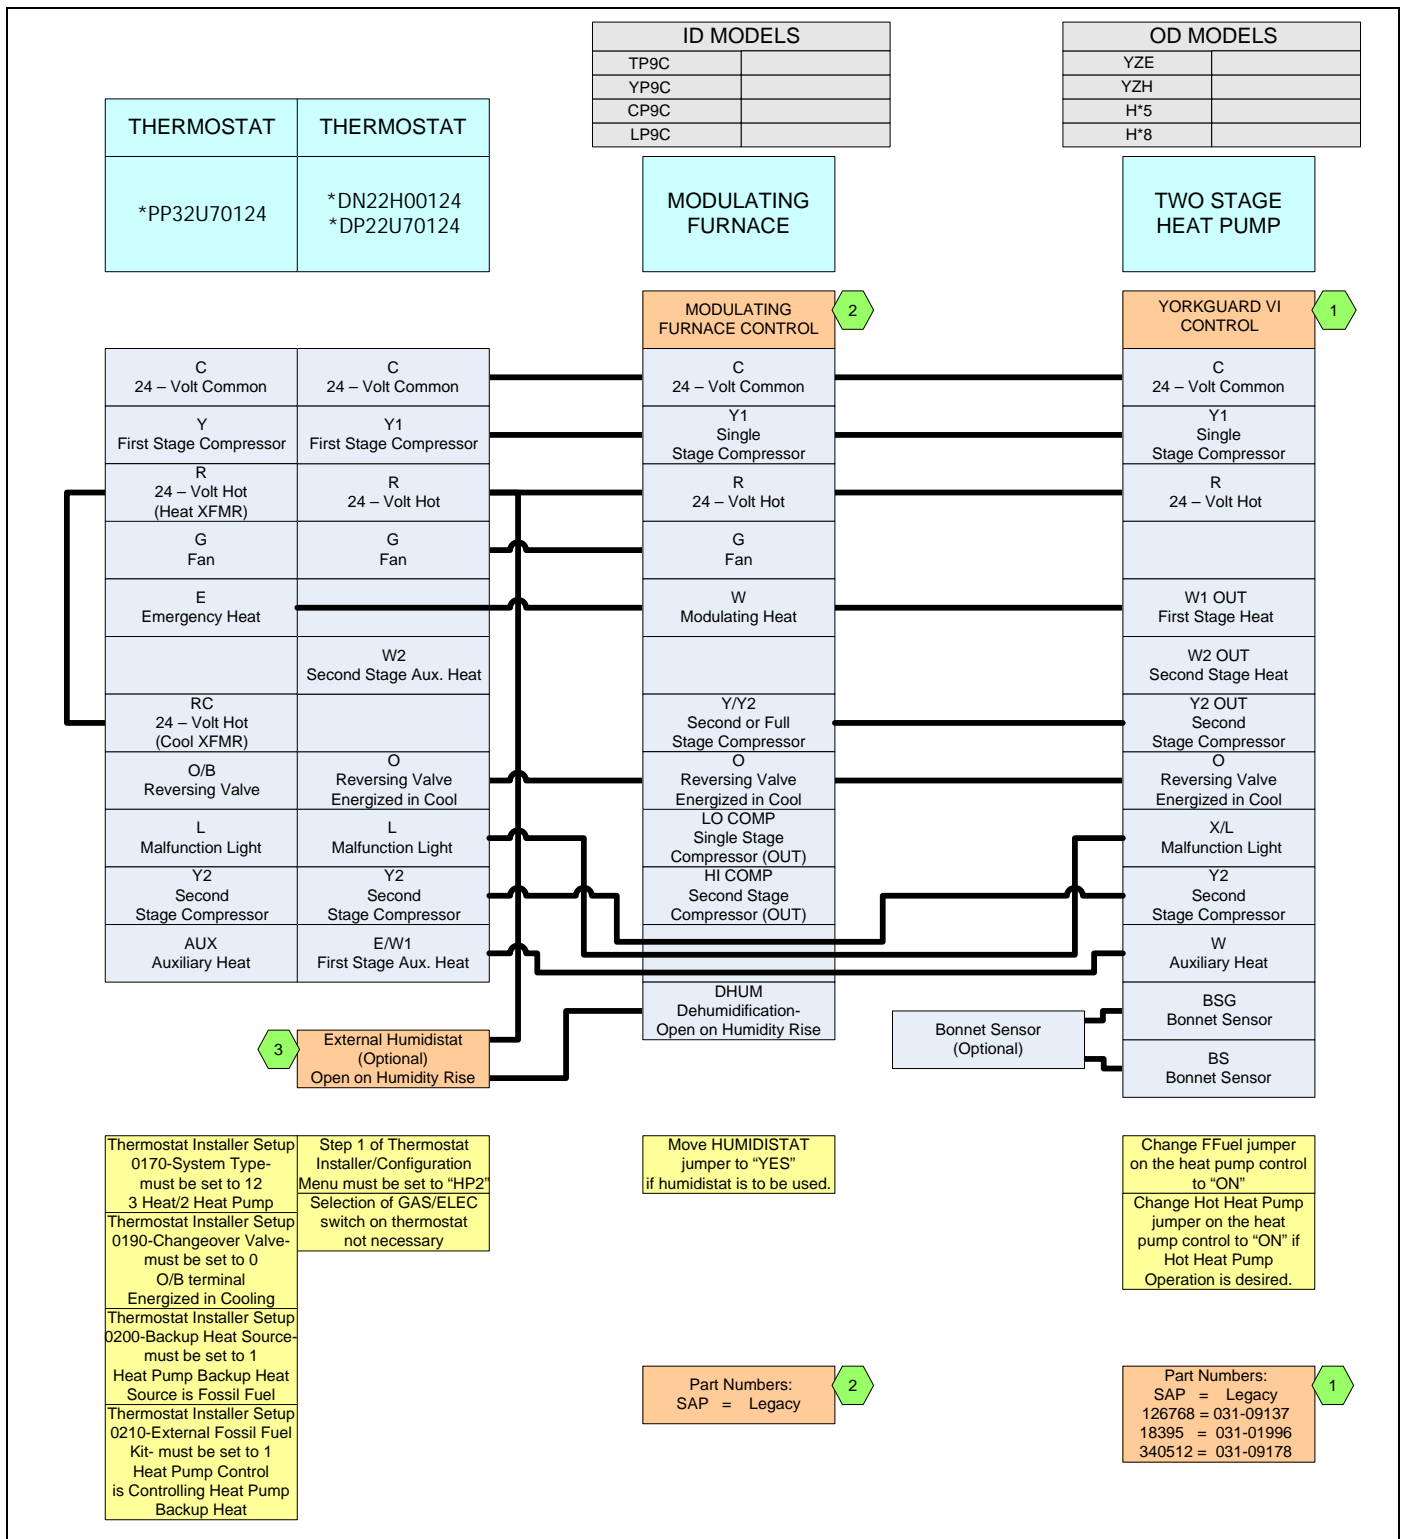 ID MODELS
TP9C
YP9C
CP9C
LP9C
OD MODELS
YZE
YZH
H*5
H*8
THERMOSTAT
*PP32U70124
THERMOSTAT
*DN22H00124
*DP22U70124
MODULATING
FURNACE
TWO STAGE
HEAT PUMP
MODULATING
FURNACE CONTROL
2
YORKGUARD VI
CONTROL
1
C
24 – Volt Common
Y
First Stage Compressor
R
24 – Volt Hot
(Heat XFMR)
G
Fan
E
Emergency Heat
RC
24 – Volt Hot
(Cool XFMR)
O/B
Reversing Valve
L
Malfunction Light
Y2
Second
Stage Compressor
AUX
Auxiliary Heat
C
24 – Volt Common
Y1
First Stage Compressor
R
24 – Volt Hot
G
Fan
W2
Second Stage Aux. Heat
O
Reversing Valve
Energized in Cool
L
Malfunction Light
Y2
Second
Stage Compressor
E/W1
First Stage Aux. Heat
3
External Humidistat
(Optional)
Open on Humidity Rise
C
24 – Volt Common
Y1
Single
Stage Compressor
R
24 – Volt Hot
G
Fan
W
Modulating Heat
Y/Y2
Second or Full
Stage Compressor
O
Reversing Valve
Energized in Cool
LO COMP
Single Stage
Compressor (OUT)
HI COMP
Second Stage
Compressor (OUT)
DHUM
Dehumidification-
Open on Humidity Rise
C
24 – Volt Common
Y1
Single
Stage Compressor
R
24 – Volt Hot
W1 OUT
First Stage Heat
W2 OUT
Second Stage Heat
Y2 OUT
Second
Stage Compressor
O
Reversing Valve
Energized in Cool
X/L
Malfunction Light
Y2
Second
Stage Compressor
W
Auxiliary Heat
BSG
Bonnet Sensor
BS
Bonnet Sensor
Bonnet Sensor
(Optional)
Thermostat Installer Setup
0170-System Type-
must be set to 12
3 Heat/2 Heat Pump
Thermostat Installer Setup
0190-Changeover Valve-
must be set to 0
O/B terminal
Energized in Cooling
Thermostat Installer Setup
0200-Backup Heat Source-
must be set to 1
Heat Pump Backup Heat
Source is Fossil Fuel
Thermostat Installer Setup
0210-External Fossil Fuel
Kit- must be set to 1
Heat Pump Control
is Controlling Heat Pump
Backup Heat
Step 1 of Thermostat
Installer/Configuration
Menu must be set to “HP2”
Selection of GAS/ELEC
switch on thermostat
not necessary
Move HUMIDISTAT
jumper to “YES”
if humidistat is to be used.
Change FFuel jumper
on the heat pump control
to “ON”
Change Hot Heat Pump
jumper on the heat
pump control to “ON” if
Hot Heat Pump
Operation is desired.
Part Numbers:
SAP = Legacy
2
Part Numbers:
SAP = Legacy
126768 = 031-09137
18395 = 031-01996
340512 = 031-09178
1